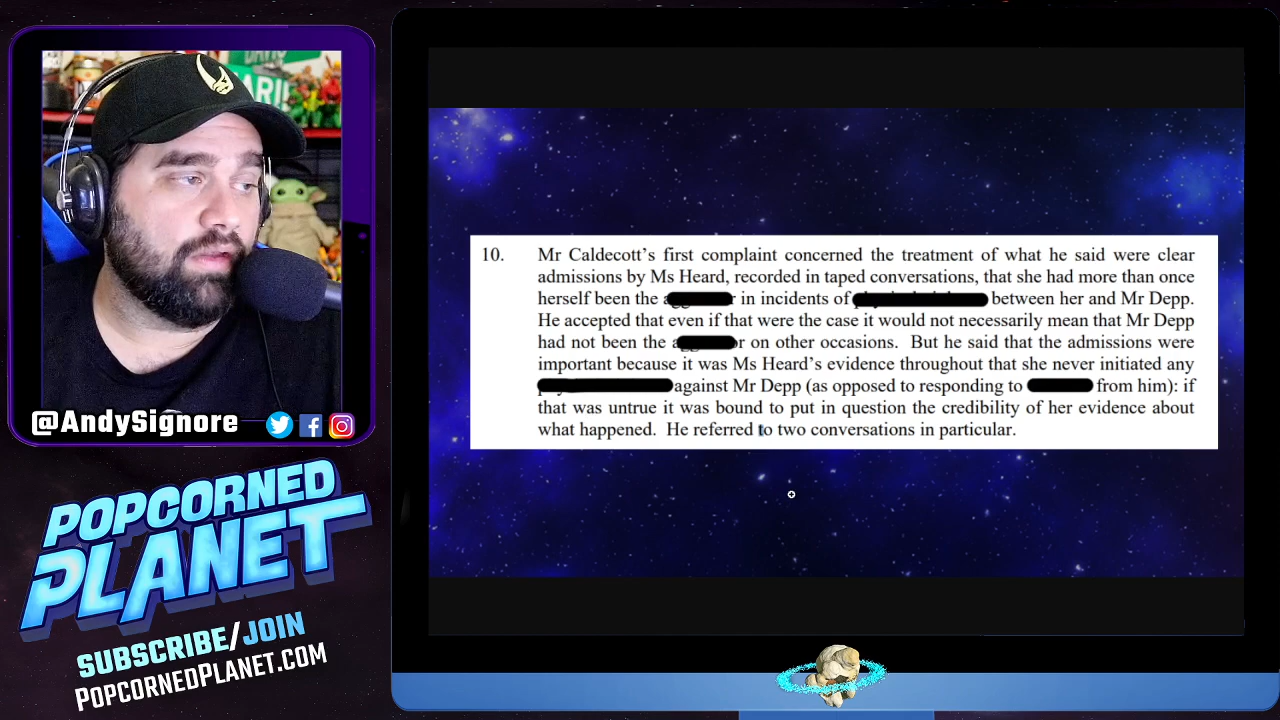 DAVID
ARI
@AndySignore
POPCORNED
PLANET
SUBSCRIBE/JOIN
POPCORNEDPLANET.COM
10. Mr Caldecott's first complaint concerned the treatment of what he said were clear
admissions by Ms Heard, recorded in taped conversations, that she had more than once
herself been the in incidents of between her and Mr Depp.
He accepted that even if that were the case it would not necessarily mean that Mr Depp
had not been the on other occasions. But he said that the admissions were
important because it was Ms Heard's evidence throughout that she never initiated any
against Mr Depp (as opposed to responding to from him): if
that was untrue it was bound to put in question the credibility of her evidence about
what happened. He referred to two conversations in particular.